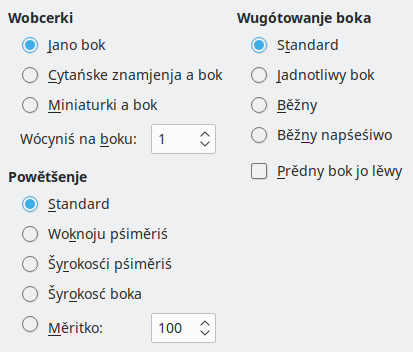 Wobcerki
Jano bok
Cytańske znamjenja a bok
Miniaturki a bok
Wócyniś na boku: 1
Powětšenje
Standard
Woknoju pśiměriś
Šyrokosći pśiměriś
Šyrokosć boka
Měritko: 100
Wugótowanje boka
Standard
Jadnotliwy bok
Běžny
Běžny napśeśiwo
Prědny bok jo lěwy